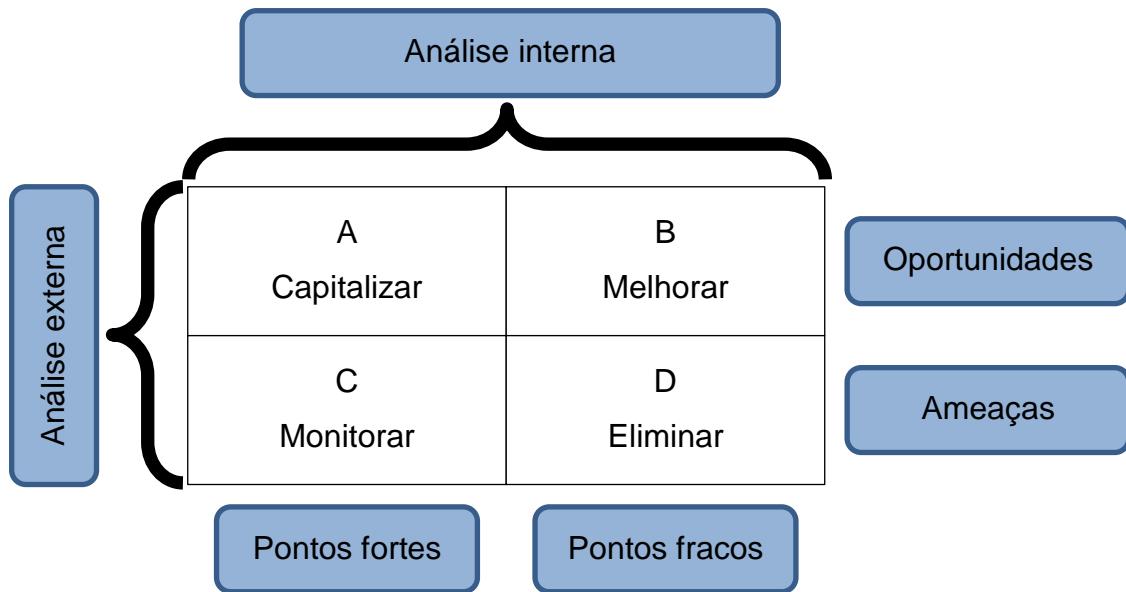 Análise interna
Análise externa
A
Capitalizar
B
Melhorar
Oportunidades
C
Monitorar
D
Eliminar
Ameaças
Pontos fortes
Pontos fracos